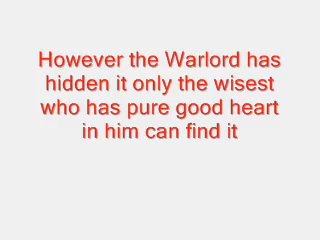 However the Warlord has
hidden it only the wisest
who has pure good heart
in him can find it